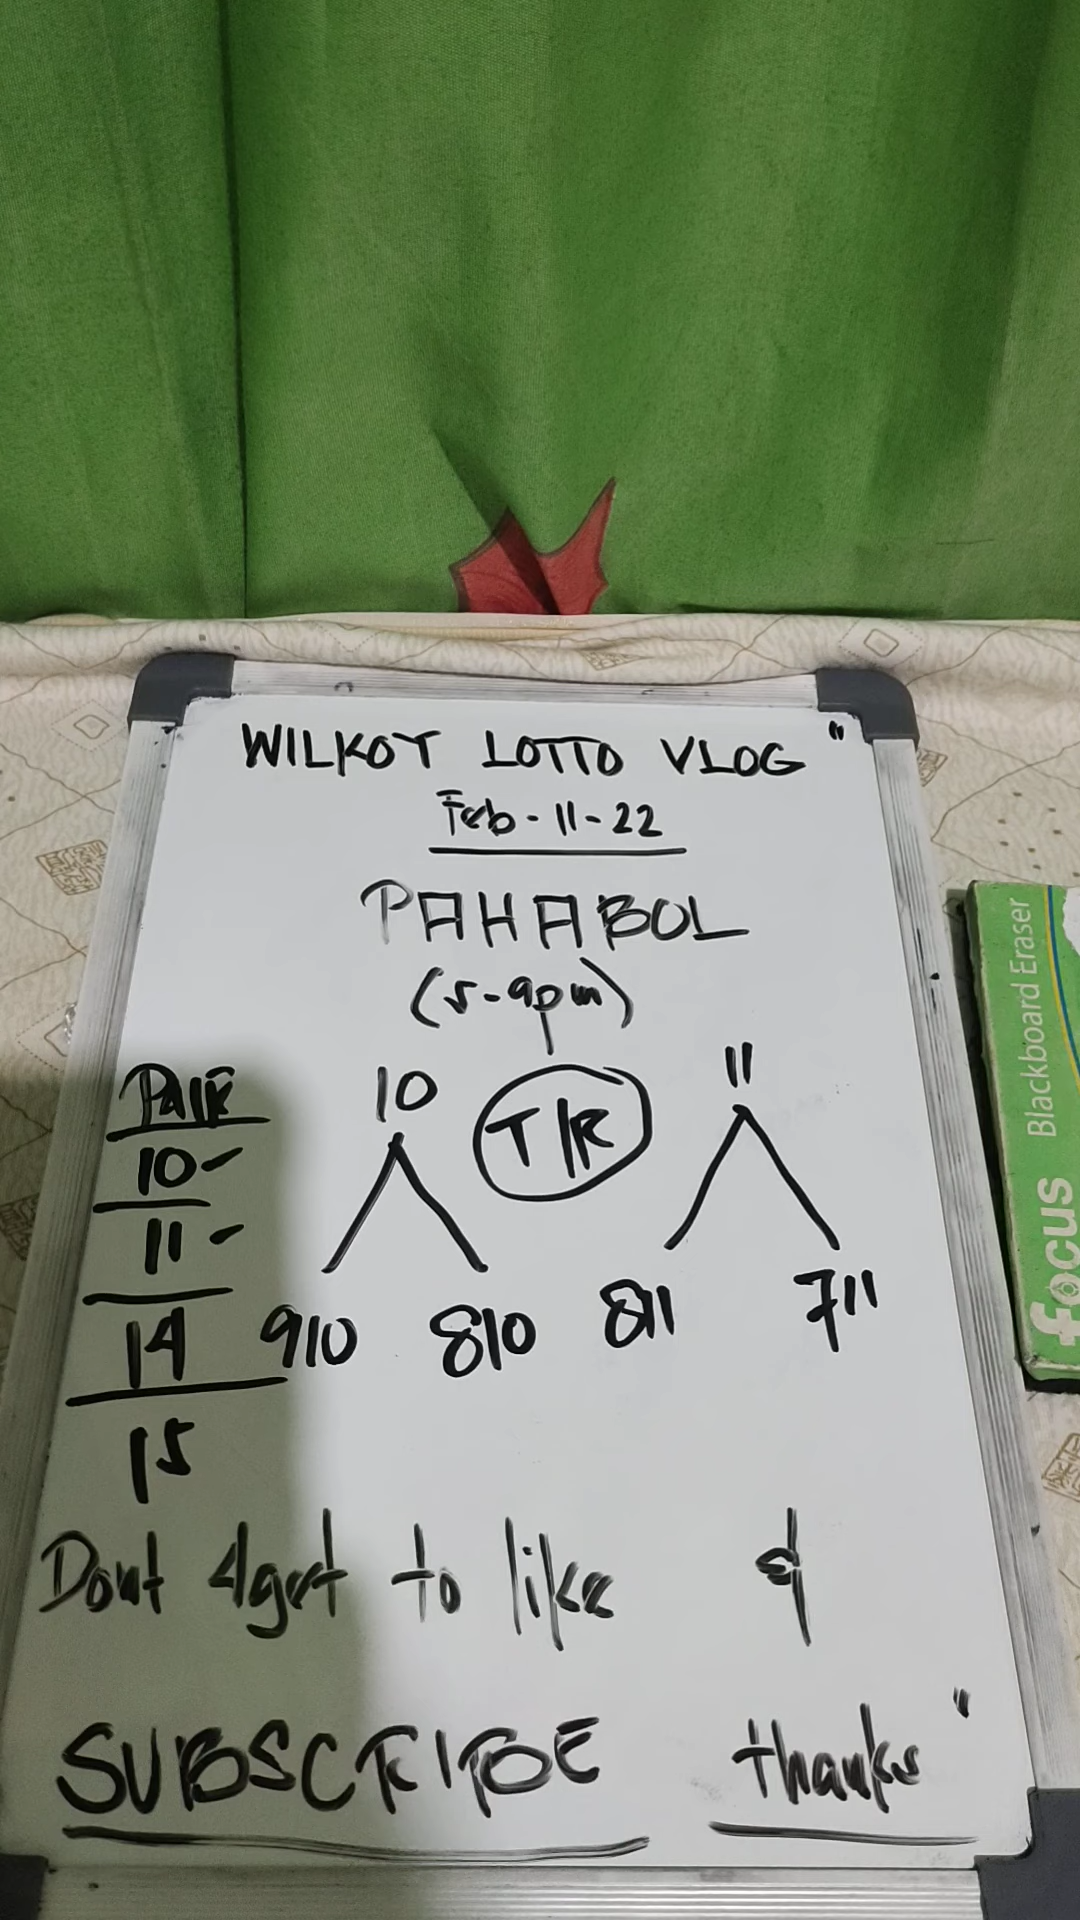 " WILKOT LOTTO VLOG "
Feb-11-22
PAHABOL
(5-9pm)
PAIR
10-
11-
14
15
10
T/R
11
910 810 811 711
Dont 4get to like &
SUBSCRIBE thanks "
focus Blackboard Eraser